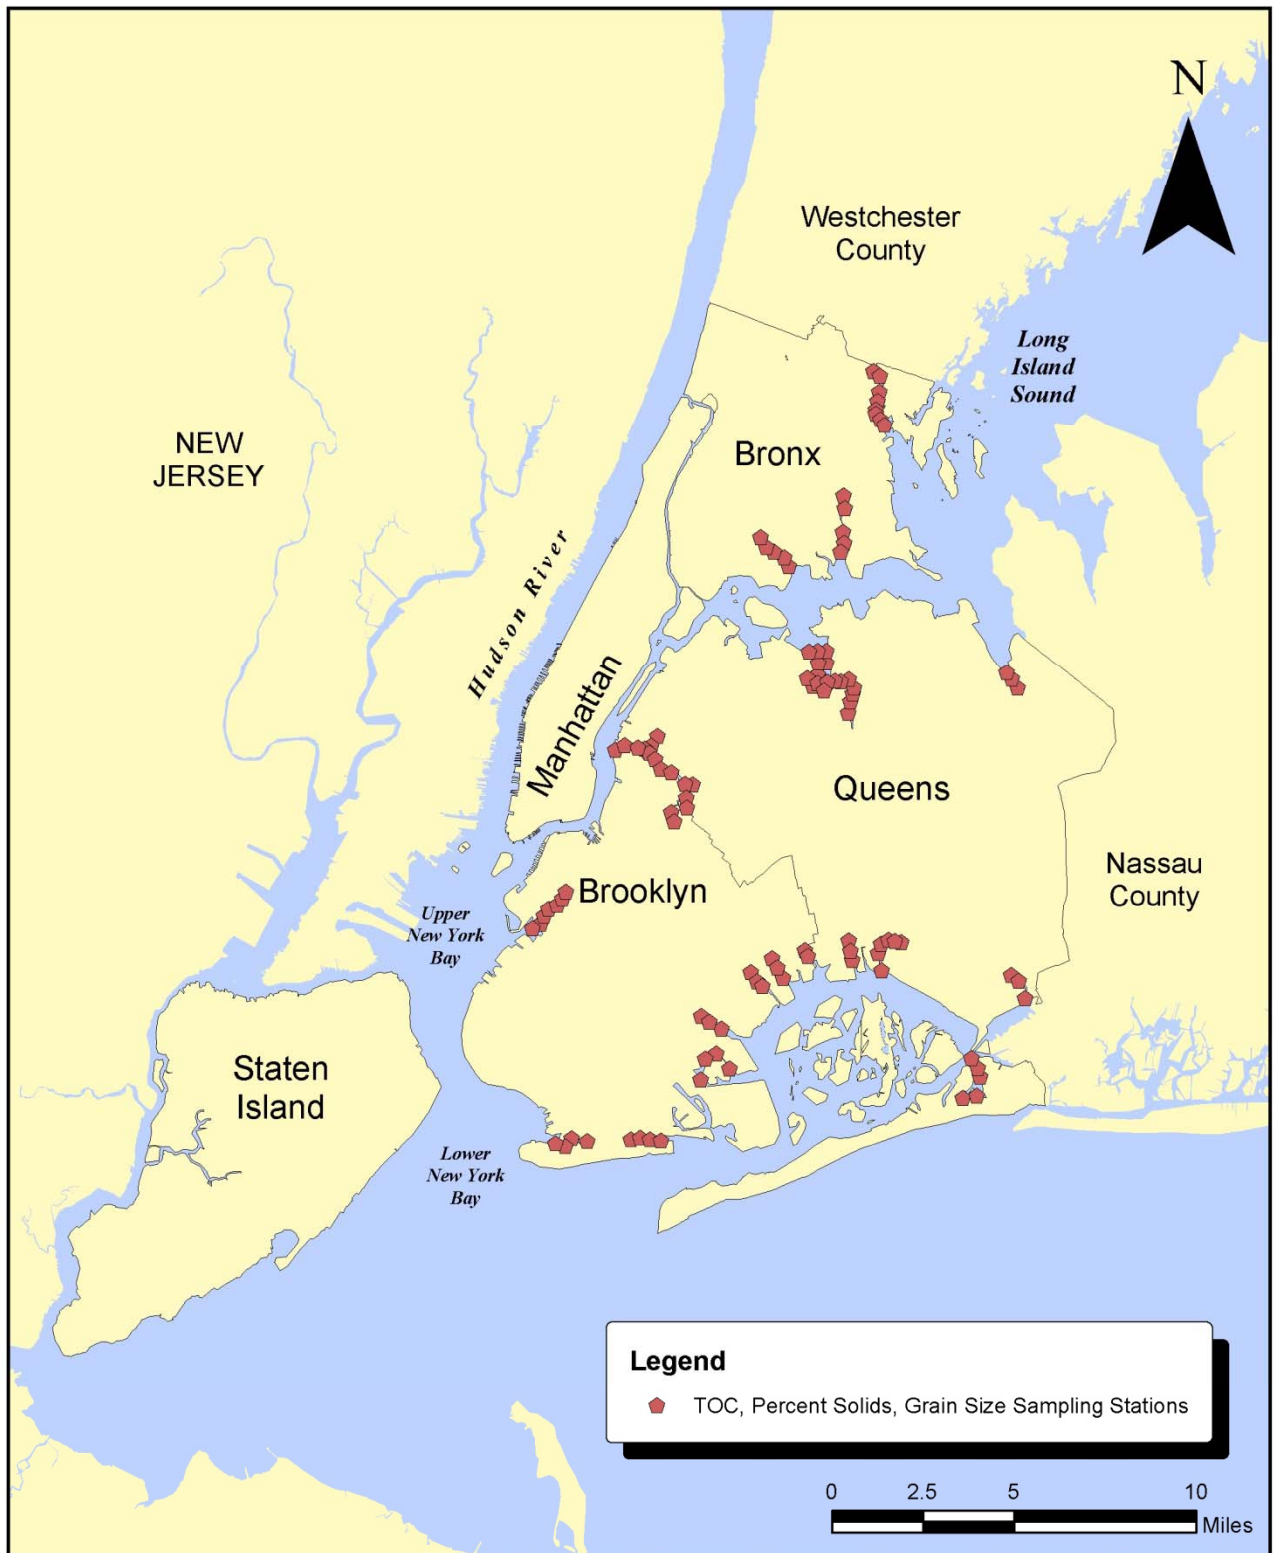 N
Westchester
County
Long
Island
Sound
NEW
JERSEY
Bronx
Hudson River
Manhattan
Queens
Nassau
County
Brooklyn
Upper
New York
Bay
Staten
Island
Lower
New York
Bay
Legend
TOC, Percent Solids, Grain Size Sampling Stations
0 2.5 5 10
Miles